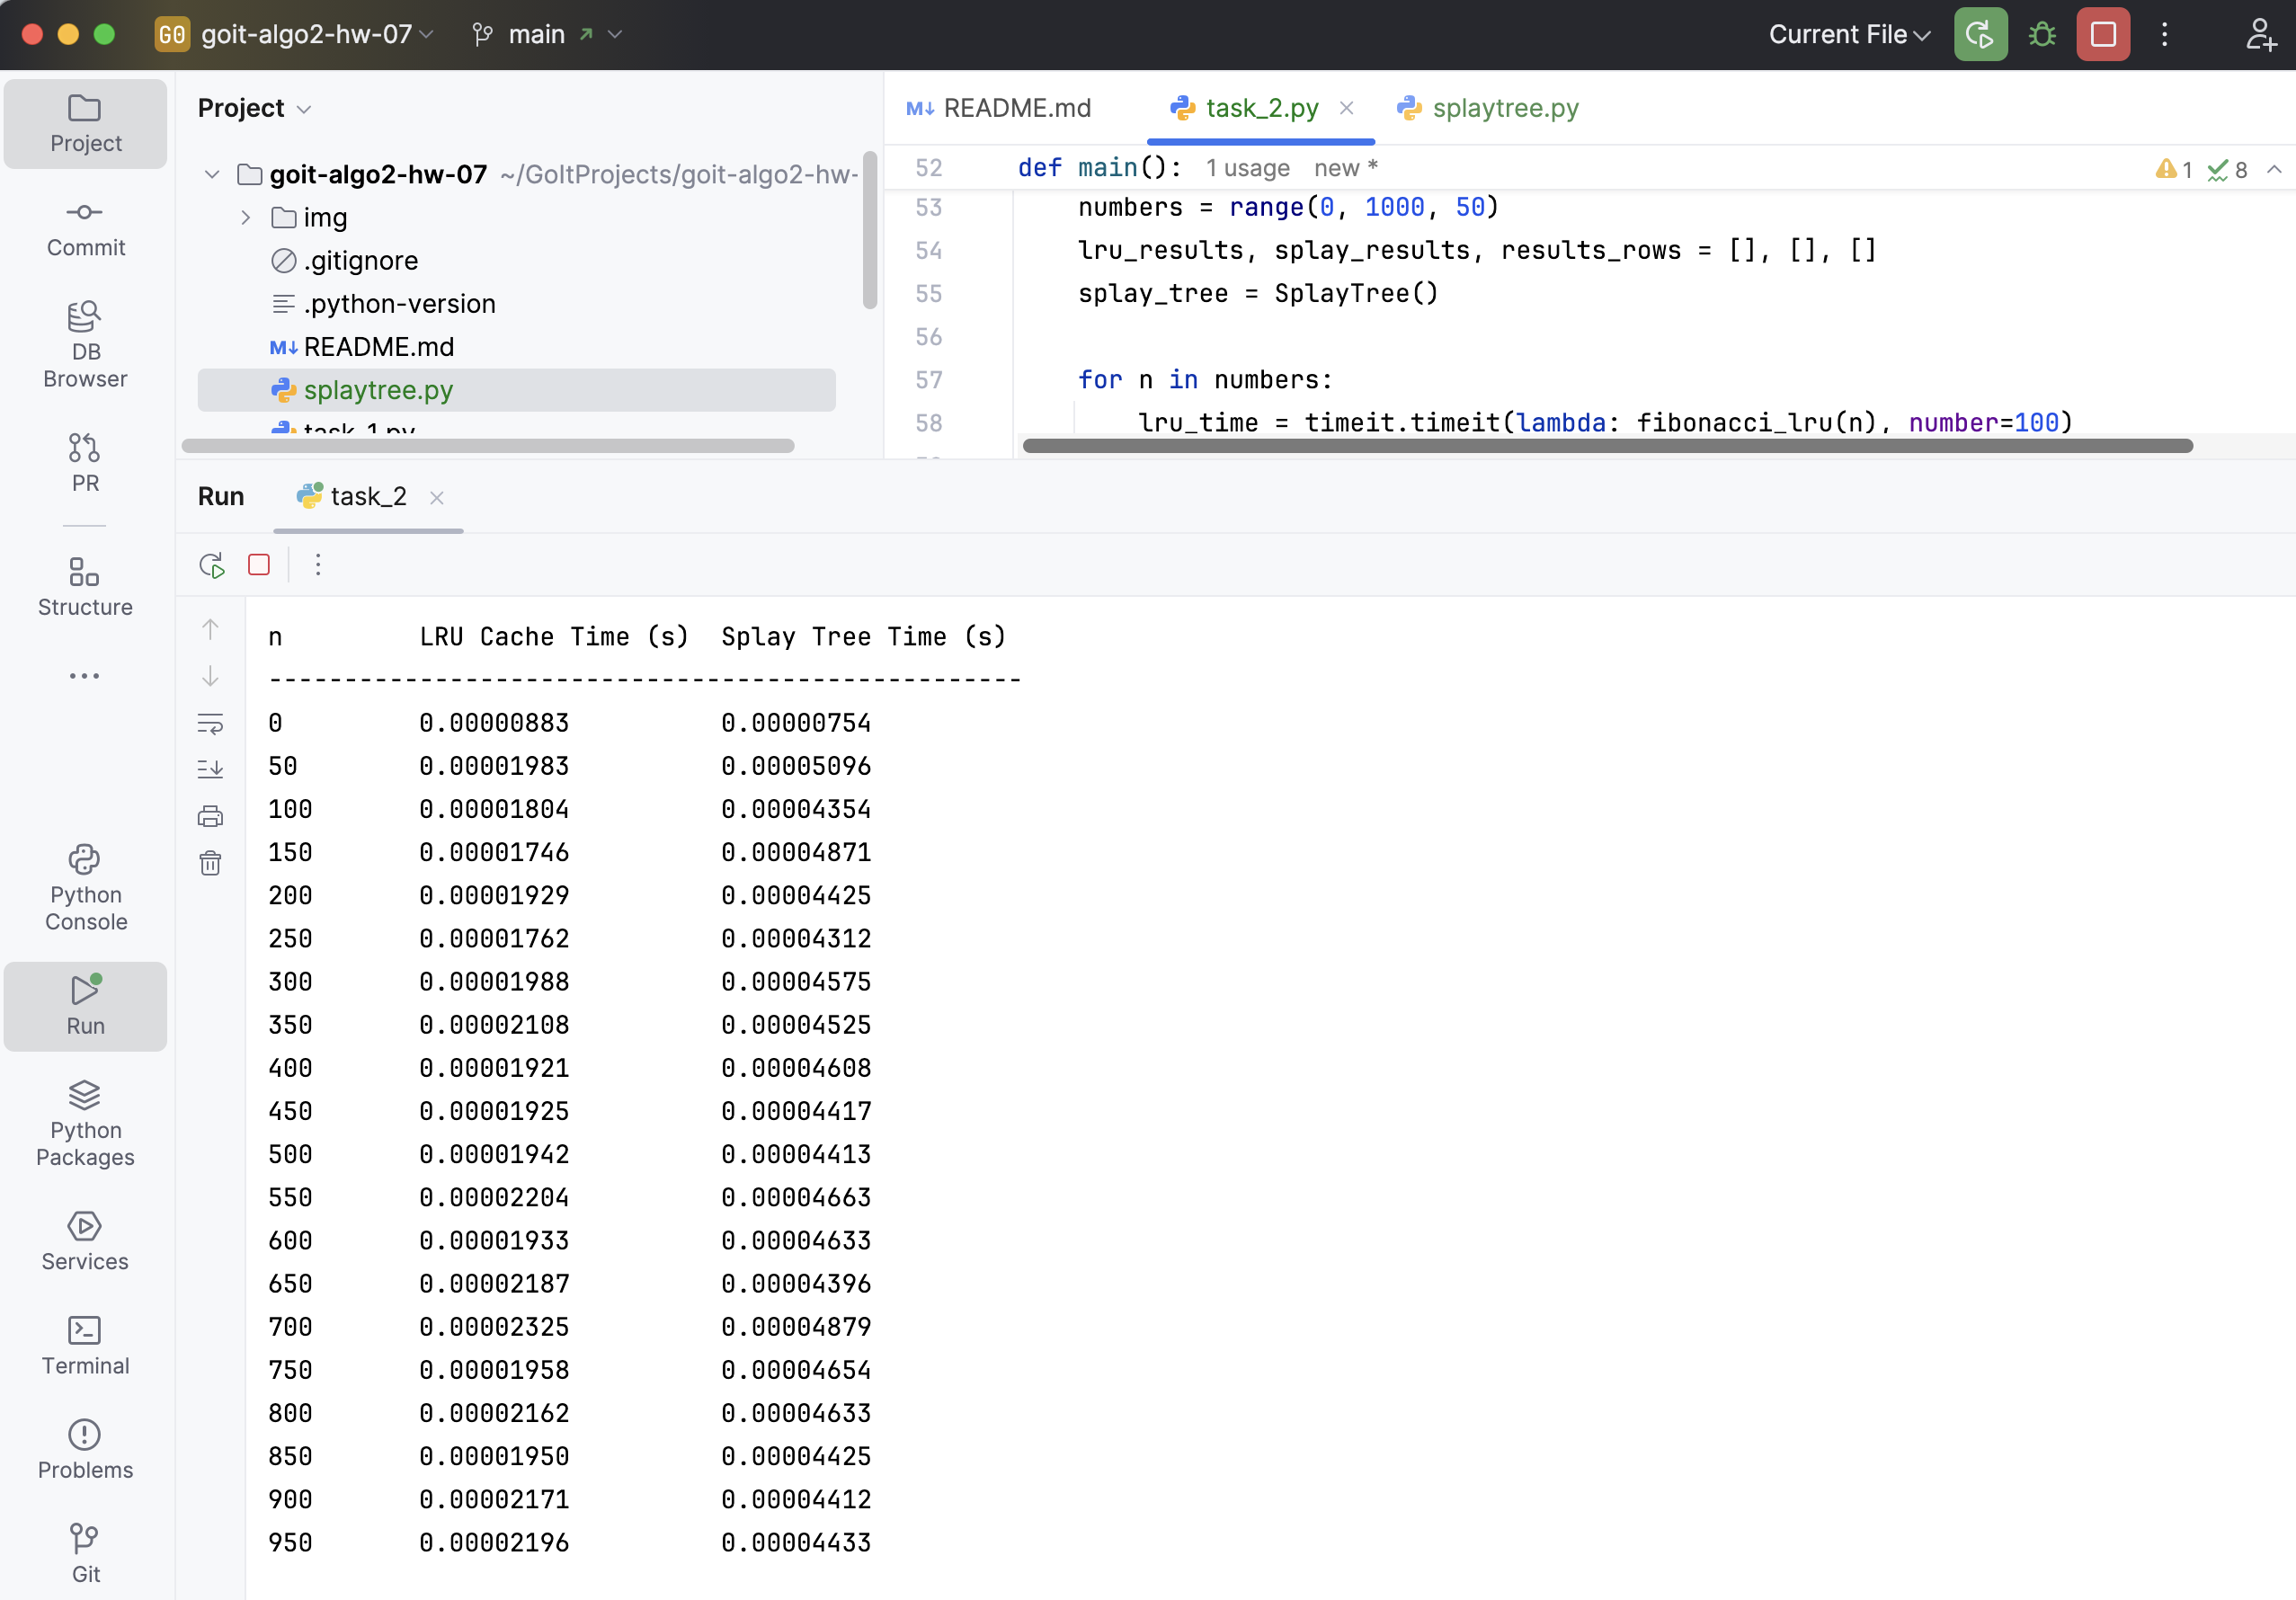 GO goit-algo2-hw-07 main Current File
Project
Commit
DB
Browser
PR
Structure
Python
Console
Run
Python
Packages
Services
Terminal
Problems
Git
Project
goit-algo2-hw-07 ~/GoItProjects/goit-algo2-hw-
img
.gitignore
.python-version
README.md
splaytree.py
task_1.py
README.md task_2.py splaytree.py
52 def main(): 1 usage new *
1 8
53 numbers = range(0, 1000, 50)
54 lru_results, splay_results, results_rows = [], [], []
55 splay_tree = SplayTree()
56
57 for n in numbers:
58 lru_time = timeit.timeit(lambda: fibonacci_lru(n), number=100)
Run task_2
n LRU Cache Time (s) Splay Tree Time (s)
--------------------------------------------------
0 0.00000883 0.00000754
50 0.00001983 0.00005096
100 0.00001804 0.00004354
150 0.00001746 0.00004871
200 0.00001929 0.00004425
250 0.00001762 0.00004312
300 0.00001988 0.00004575
350 0.00002108 0.00004525
400 0.00001921 0.00004608
450 0.00001925 0.00004417
500 0.00001942 0.00004413
550 0.00002204 0.00004663
600 0.00001933 0.00004633
650 0.00002187 0.00004396
700 0.00002325 0.00004879
750 0.00001958 0.00004654
800 0.00002162 0.00004633
850 0.00001950 0.00004425
900 0.00002171 0.00004412
950 0.00002196 0.00004433